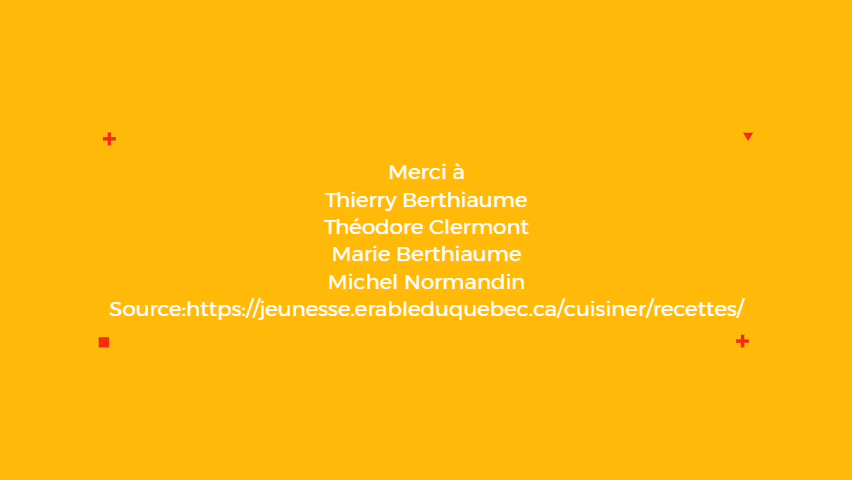 Merci à
Thierry Berthiaume
Théodore Clermont
Marie Berthiaume
Michel Normandin
Source:https://jeunesse.erableduquebec.ca/cuisiner/recettes/